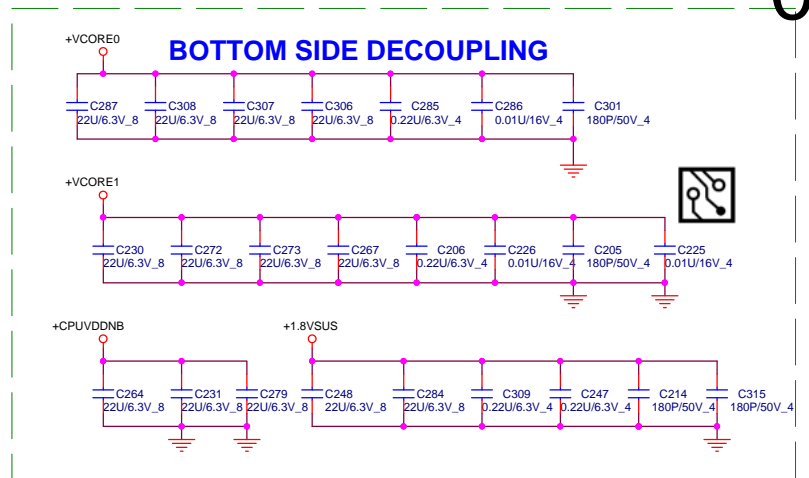 +VCORE0
BOTTOM SIDE DECOUPLING
C287 C308 C307 C306 C285 C286 C301
22U/6.3V_8 22U/6.3V_8 22U/6.3V_8 22U/6.3V_8 0.22U/6.3V_4 0.01U/16V_4 180P/50V_4
+VCORE1
C230 C272 C273 C267 C206 C226 C205 C225
22U/6.3V_8 22U/6.3V_8 22U/6.3V_8 22U/6.3V_8 0.22U/6.3V_4 0.01U/16V_4 180P/50V_4 0.01U/16V_4
+CPUVDDNB +1.8VSUS
C264 C231 C279 C248 C284 C309 C247 C214 C315
22U/6.3V_8 22U/6.3V_8 22U/6.3V_8 22U/6.3V_8 22U/6.3V_8 0.22U/6.3V_4 0.22U/6.3V_4 180P/50V_4 180P/50V_4